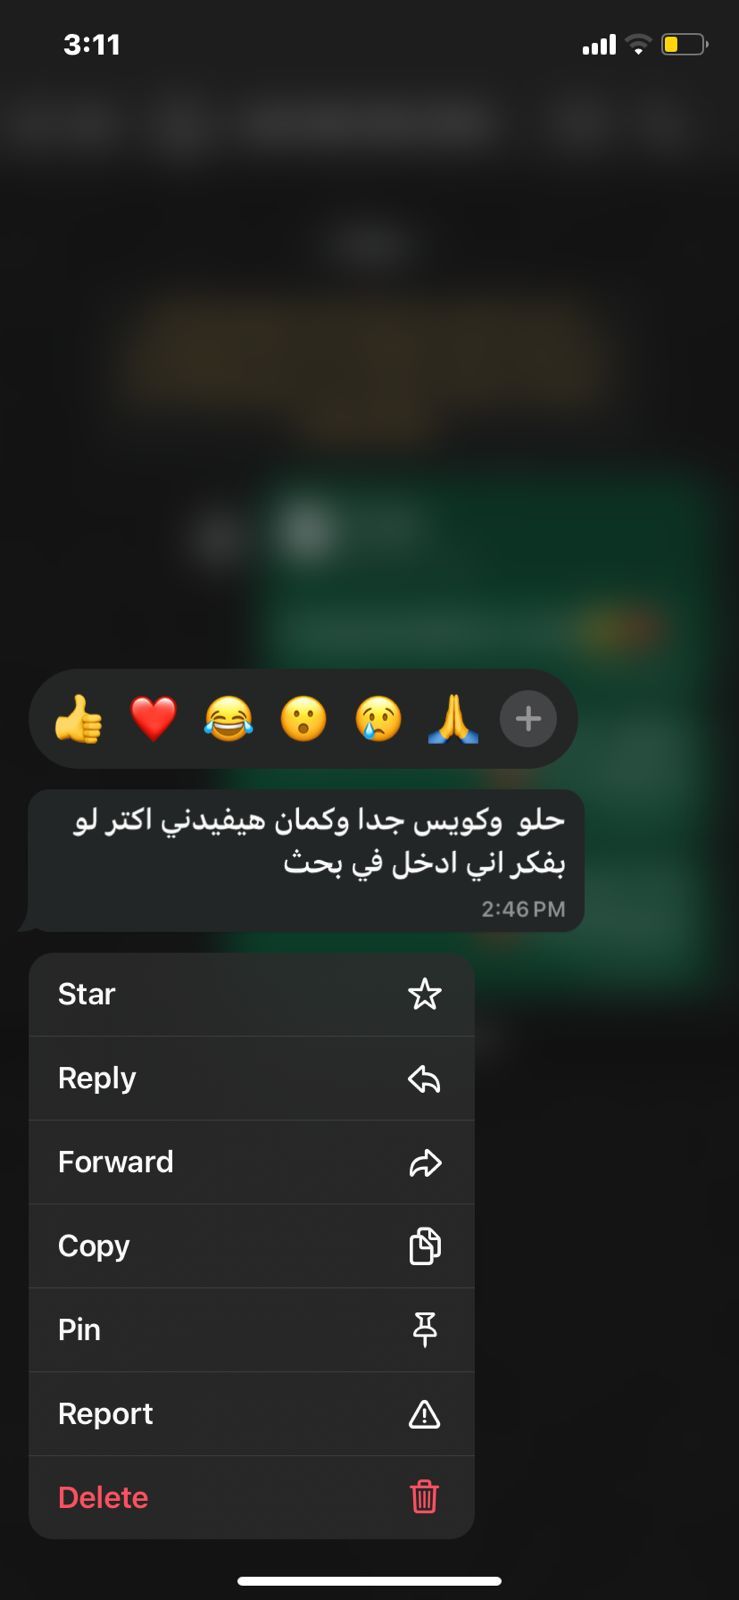 3:11
حلو  وكويس جدا وكمان هيفيدني اكتر لو
بفكر اني ادخل في بحث
2:46 PM
Star
Reply
Forward
Copy
Pin
Report
Delete